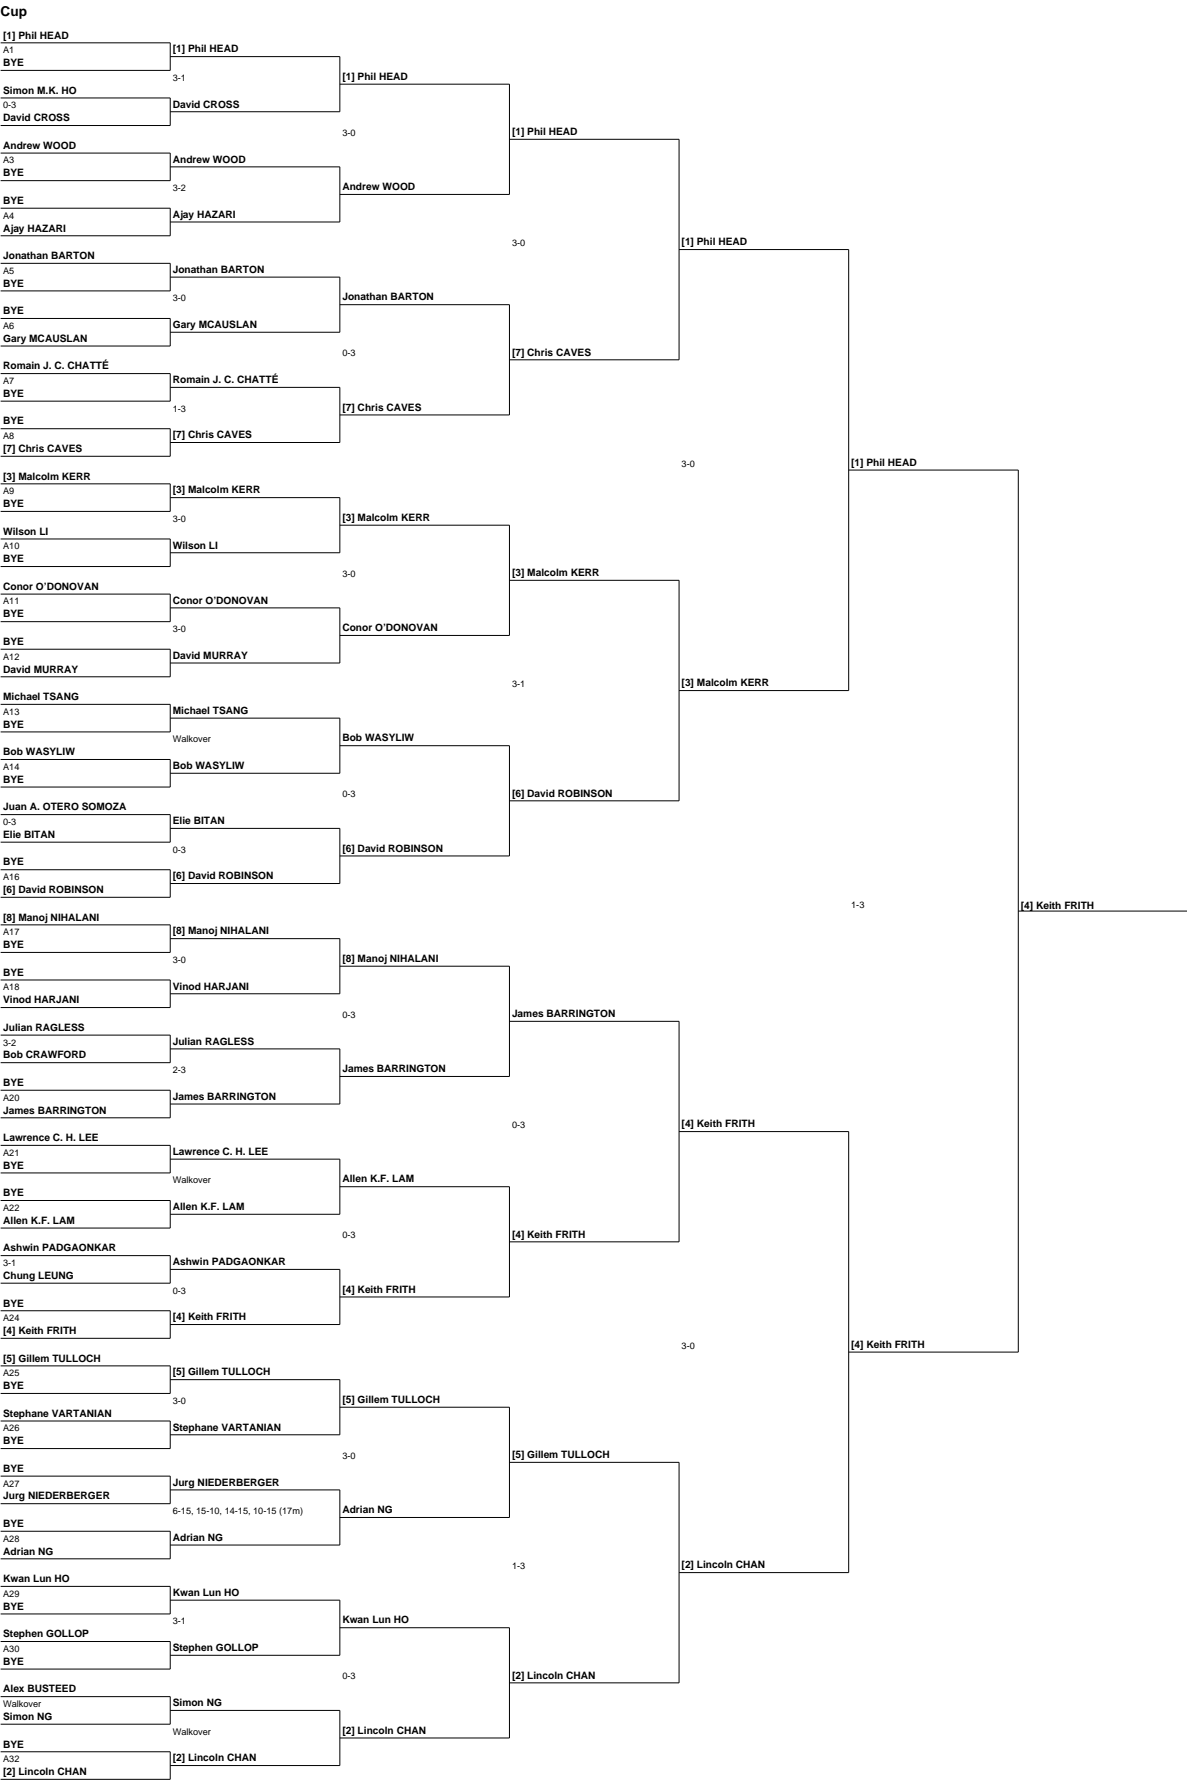 Cup
[1] Phil HEAD
A1
BYE
[1] Phil HEAD
3-1
[1] Phil HEAD
Simon M.K. HO
0-3
David CROSS
David CROSS
3-0
[1] Phil HEAD
Andrew WOOD
A3
BYE
Andrew WOOD
3-2
Andrew WOOD
BYE
A4
Ajay HAZARI
Ajay HAZARI
3-0
[1] Phil HEAD
Jonathan BARTON
A5
BYE
Jonathan BARTON
3-0
Jonathan BARTON
BYE
A6
Gary MCAUSLAN
Gary MCAUSLAN
0-3
[7] Chris CAVES
Romain J. C. CHATTÉ
A7
BYE
Romain J. C. CHATTÉ
1-3
[7] Chris CAVES
BYE
A8
[7] Chris CAVES
[7] Chris CAVES
3-0
[1] Phil HEAD
[3] Malcolm KERR
A9
BYE
[3] Malcolm KERR
3-0
[3] Malcolm KERR
Wilson LI
A10
BYE
Wilson LI
3-0
[3] Malcolm KERR
Conor O'DONOVAN
A11
BYE
Conor O'DONOVAN
3-0
Conor O'DONOVAN
BYE
A12
David MURRAY
David MURRAY
3-1
[3] Malcolm KERR
Michael TSANG
A13
BYE
Michael TSANG
Walkover
Bob WASYLIW
Bob WASYLIW
A14
BYE
Bob WASYLIW
0-3
[6] David ROBINSON
Juan A. OTERO SOMOZA
0-3
Elie BITAN
Elie BITAN
0-3
[6] David ROBINSON
BYE
A16
[6] David ROBINSON
[6] David ROBINSON
1-3
[4] Keith FRITH
[8] Manoj NIHALANI
A17
BYE
[8] Manoj NIHALANI
3-0
[8] Manoj NIHALANI
BYE
A18
Vinod HARJANI
Vinod HARJANI
0-3
James BARRINGTON
Julian RAGLESS
3-2
Bob CRAWFORD
Julian RAGLESS
2-3
James BARRINGTON
BYE
A20
James BARRINGTON
James BARRINGTON
0-3
[4] Keith FRITH
Lawrence C. H. LEE
A21
BYE
Lawrence C. H. LEE
Walkover
Allen K.F. LAM
BYE
A22
Allen K.F. LAM
Allen K.F. LAM
0-3
[4] Keith FRITH
Ashwin PADGAONKAR
3-1
Chung LEUNG
Ashwin PADGAONKAR
0-3
[4] Keith FRITH
BYE
A24
[4] Keith FRITH
[4] Keith FRITH
3-0
[4] Keith FRITH
[5] Gillem TULLOCH
A25
BYE
[5] Gillem TULLOCH
3-0
[5] Gillem TULLOCH
Stephane VARTANIAN
A26
BYE
Stephane VARTANIAN
3-0
[5] Gillem TULLOCH
BYE
A27
Jurg NIEDERBERGER
Jurg NIEDERBERGER
6-15, 15-10, 14-15, 10-15 (17m)
Adrian NG
BYE
A28
Adrian NG
Adrian NG
1-3
[2] Lincoln CHAN
Kwan Lun HO
A29
BYE
Kwan Lun HO
3-1
Kwan Lun HO
Stephen GOLLOP
A30
BYE
Stephen GOLLOP
0-3
[2] Lincoln CHAN
Alex BUSTEED
Walkover
Simon NG
Simon NG
Walkover
[2] Lincoln CHAN
BYE
A32
[2] Lincoln CHAN
[2] Lincoln CHAN